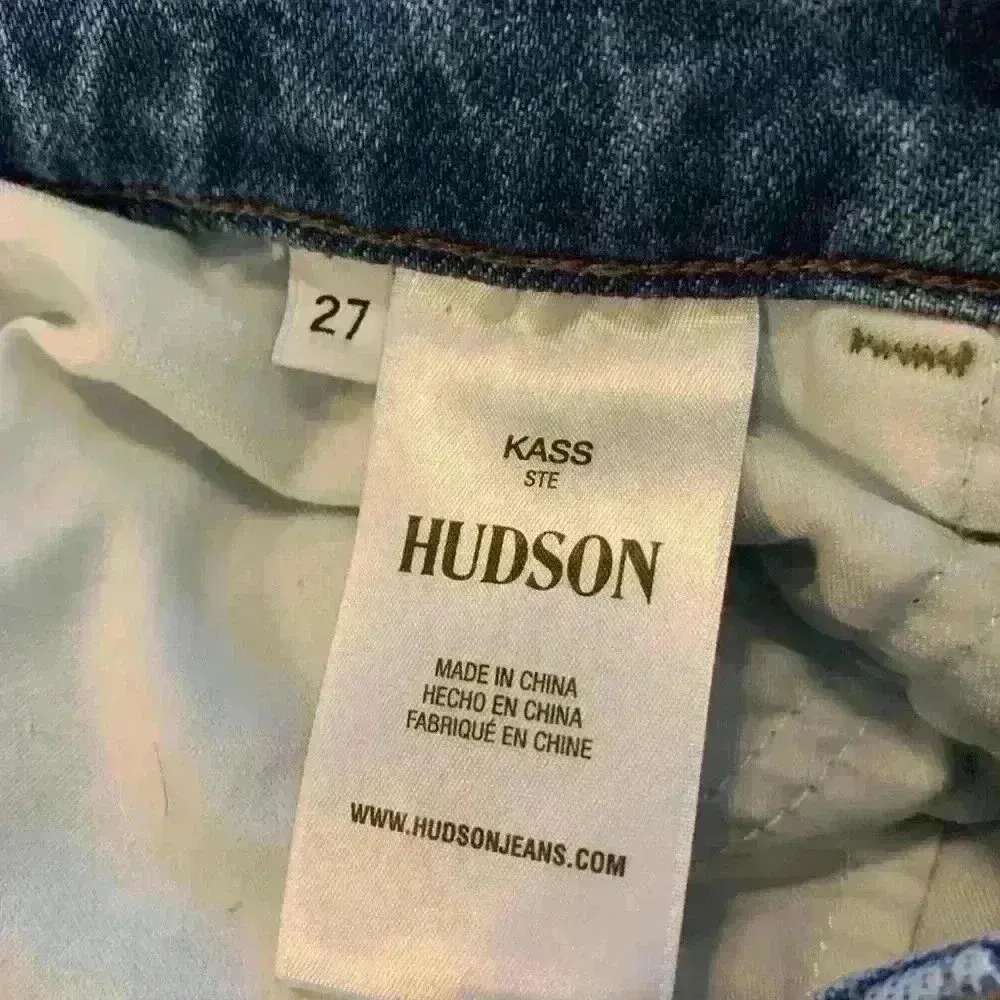 27
KASS
STE
HUDSON
MADE IN CHINA
HECHO EN CHINA
FABRIQUÉ EN CHINE
WWW.HUDSONJEANS.COM